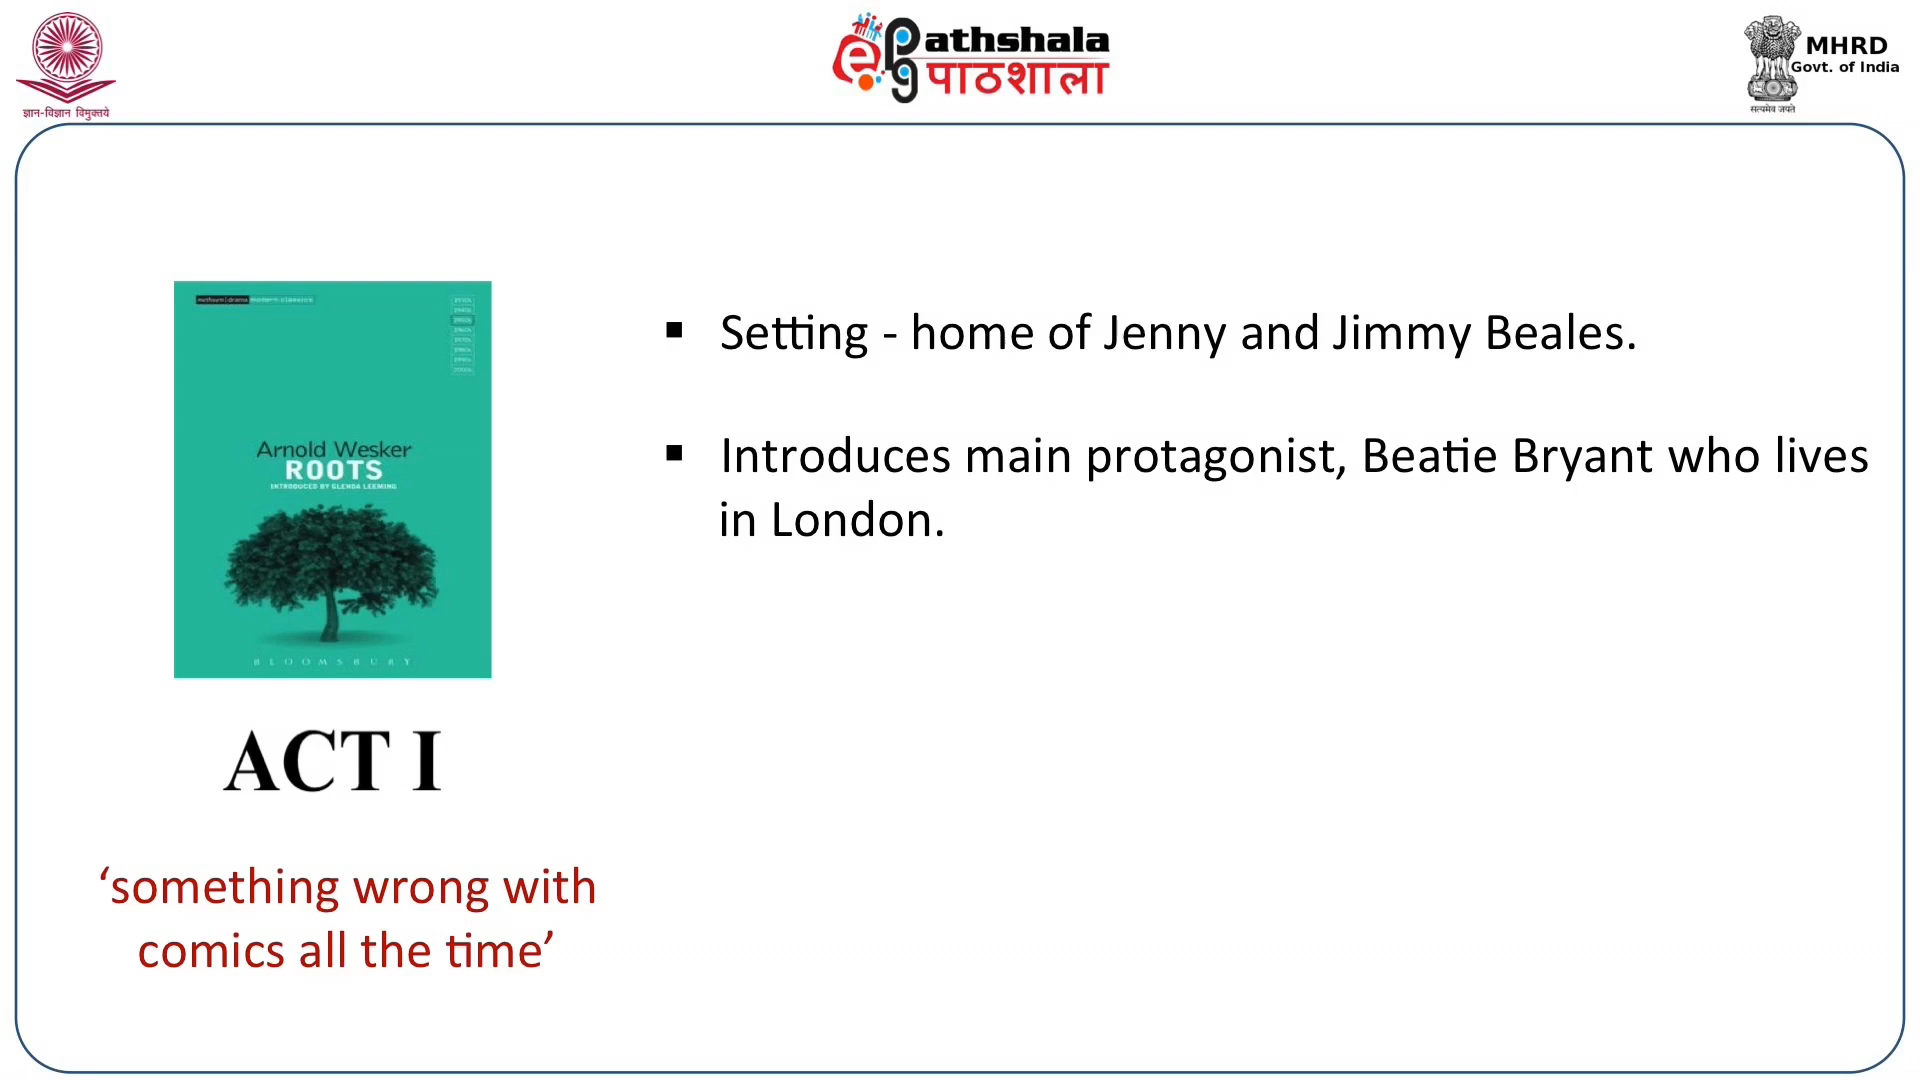 ज्ञान-विज्ञान विमुक्तये
ePathshala
पाठशाला
MHRD
Govt. of India
सत्यमेव जयते
methuen|drama modern classics
Arnold Wesker
ROOTS
INTRODUCED BY GLENDA LEEMING
BLOOMSBURY
ACT I
‘something wrong with
comics all the time’
▪ Setting - home of Jenny and Jimmy Beales.
▪ Introduces main protagonist, Beatie Bryant who lives
in London.